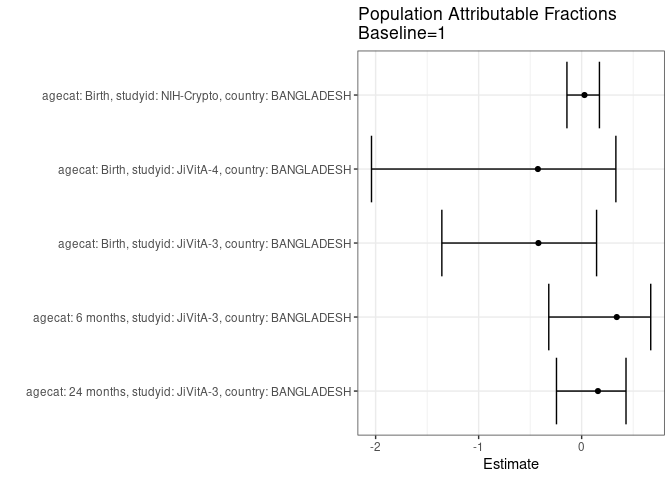 Population Attributable Fractions
Baseline=1
agecat: Birth, studyid: NIH-Crypto, country: BANGLADESH
agecat: Birth, studyid: JiVitA-4, country: BANGLADESH
agecat: Birth, studyid: JiVitA-3, country: BANGLADESH
agecat: 6 months, studyid: JiVitA-3, country: BANGLADESH
agecat: 24 months, studyid: JiVitA-3, country: BANGLADESH
-2 -1 0
Estimate